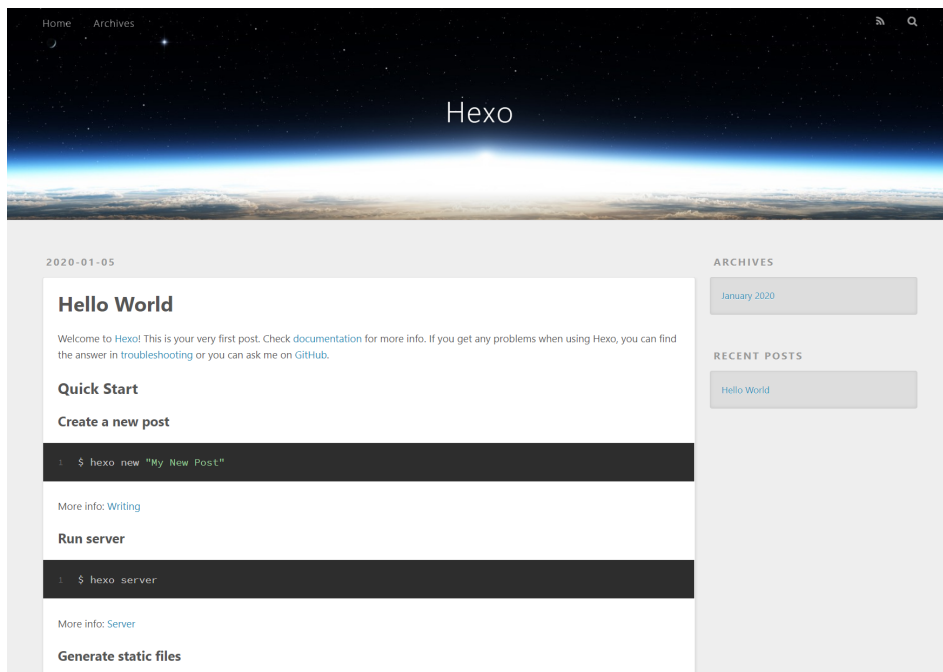 Home Archives
Hexo
2020-01-05
Hello World
Welcome to Hexo! This is your very first post. Check documentation for more info. If you get any problems when using Hexo, you can find
the answer in troubleshooting or you can ask me on GitHub.
Quick Start
Create a new post
1 $ hexo new "My New Post"
More info: Writing
Run server
1 $ hexo server
More info: Server
Generate static files
ARCHIVES
January 2020
RECENT POSTS
Hello World